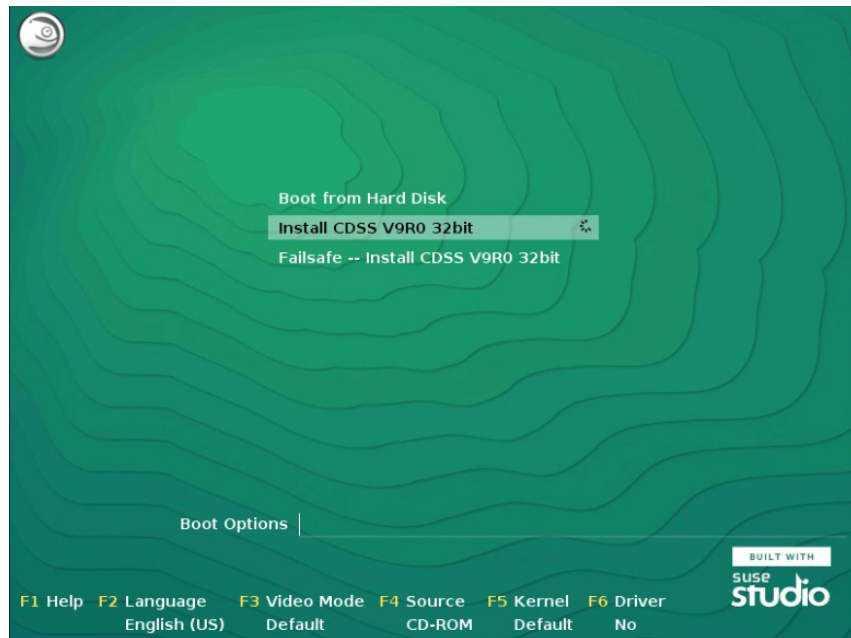 Boot from Hard Disk
Install CDSS V9R0 32bit
Failsafe -- Install CDSS V9R0 32bit
Boot Options
BUILT WITH
suse
studio
F1 Help F2 Language F3 Video Mode F4 Source F5 Kernel F6 Driver
English (US) Default CD-ROM Default No